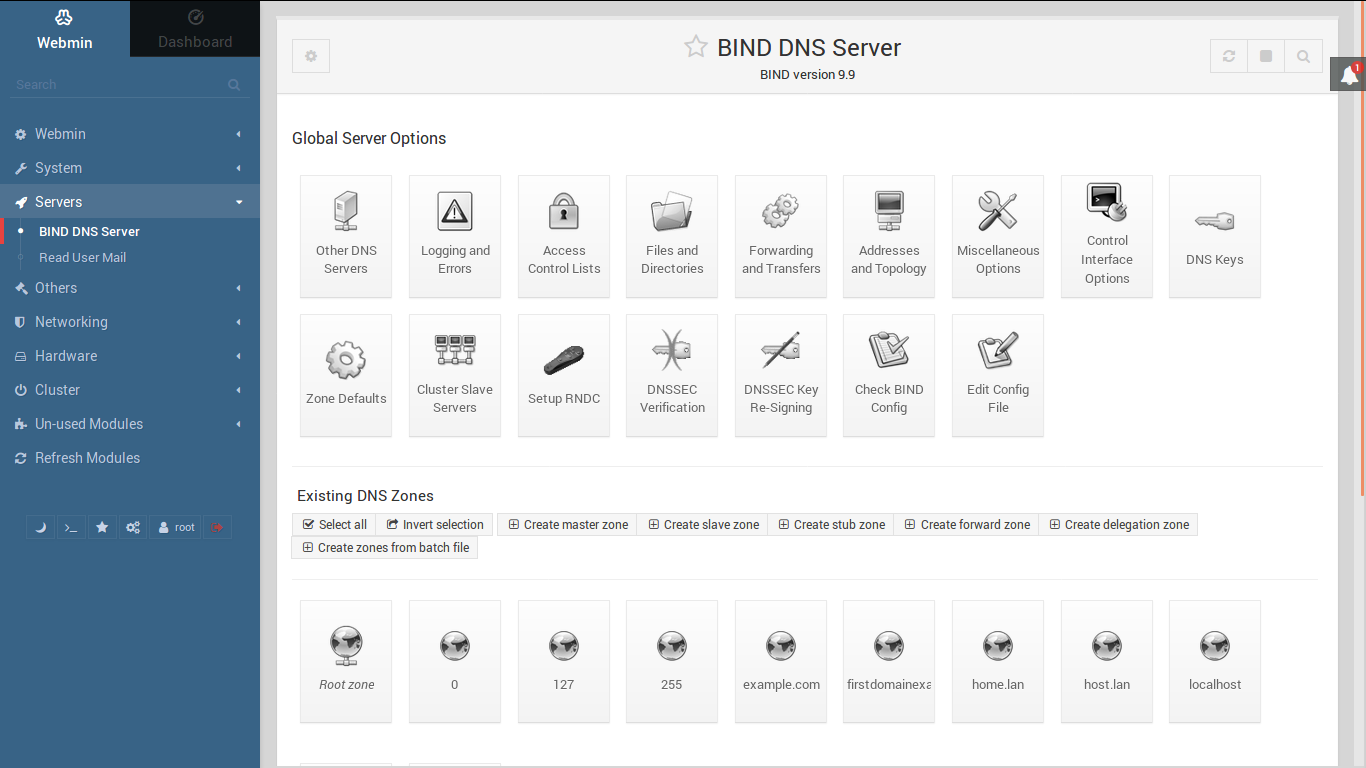 Webmin
Dashboard
Search
Webmin
System
Servers
BIND DNS Server
Read User Mail
Others
Networking
Hardware
Cluster
Un-used Modules
Refresh Modules
root
BIND DNS Server
BIND version 9.9
1
Global Server Options
Other DNS
Servers
Logging and
Errors
Access
Control Lists
Files and
Directories
Forwarding
and Transfers
Addresses
and Topology
Miscellaneous
Options
Control
Interface
Options
DNS Keys
Zone Defaults
Cluster Slave
Servers
Setup RNDC
DNSSEC
Verification
DNSSEC Key
Re-Signing
Check BIND
Config
Edit Config
File
Existing DNS Zones
Select all
Invert selection
Create master zone
Create slave zone
Create stub zone
Create forward zone
Create delegation zone
Create zones from batch file
Root zone
0
127
255
example.com
firstdomainexa
home.lan
host.lan
localhost